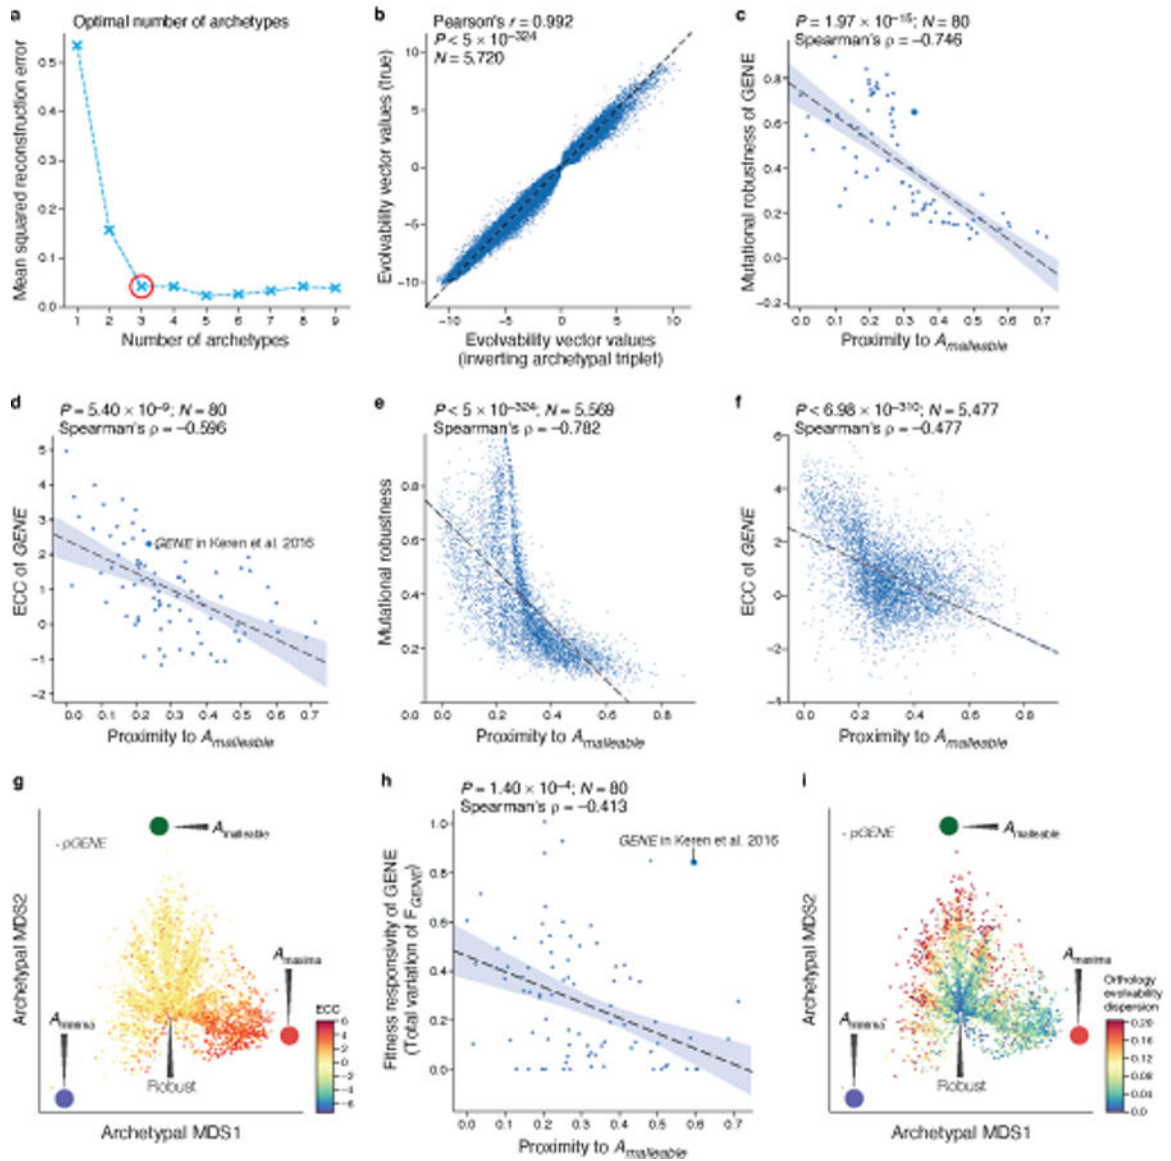 a
Optimal number of archetypes
Mean squared reconstruction error
0.5
0.3
0.2
0.1
0.0
1 2 3 4 5 6 7 8 9
Number of archetypes
b
Pearson's r = 0.992
P < 5 × 10⁻³²⁴
N = 5,720
Evolvability vector values (true)
10
5
0
−5
−10
−10 −5 0 5 10
Evolvability vector values
(inverting archetypal triplet)
c
P = 1.97 × 10⁻¹⁵; N = 80
Spearman's ρ = −0.746
Mutational robustness of GENE
0.8
0.6
0.4
0.2
0.0
−0.2
0.0 0.1 0.2 0.3 0.4 0.5 0.6 0.7
Proximity to A malleable
d
P = 5.40 × 10⁻⁹; N = 80
Spearman's ρ = −0.596
ECC of GENE
5
4
3
2
1
0
−1
−2
GENE in Keren et al. 2016
0.0 0.1 0.2 0.3 0.4 0.5 0.6 0.7
Proximity to A malleable
e
P < 5 × 10⁻³²⁴; N = 5,569
Spearman's ρ = −0.782
Mutational robustness
0.8
0.6
0.4
0.2
0.0
0.0 0.2 0.4 0.6 0.8
Proximity to A malleable
f
P < 6.98 × 10⁻³¹⁰; N = 5,477
Spearman's ρ = −0.477
ECC of GENE
6
4
2
0
−2
−1
0.0 0.2 0.4 0.6 0.8
Proximity to A malleable
g
pGENE
A malleable
A maxima
A minima
Robust
ECC
6
4
2
0
−2
−4
−6
Archetypal MDS2
Archetypal MDS1
h
P = 1.40 × 10⁻⁴; N = 80
Spearman's ρ = −0.413
GENE in Keren et al. 2016
Fitness responsivity of GENE
(Total variation of F GENE)
1.0
0.8
0.6
0.4
0.2
0.0
0.0 0.1 0.2 0.3 0.4 0.5 0.6 0.7
Proximity to A malleable
i
pGENE
A malleable
A maxima
A minima
Robust
Orthology
evolvability
dispersion
0.20
0.16
0.12
0.08
0.04
0.0
Archetypal MDS2
Archetypal MDS1